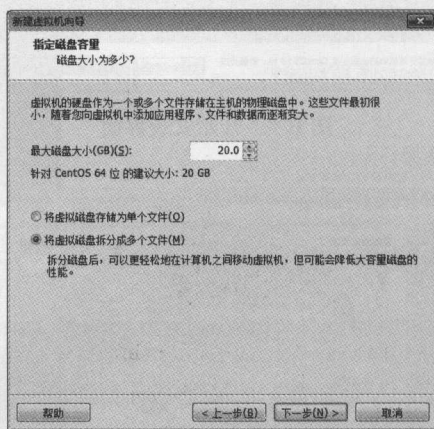 新建虚拟机向导
指定磁盘容量
磁盘大小为多少?
虚拟机的硬盘作为一个或多个文件存储在主机的物理磁盘中。这些文件最初很
小，随着您向虚拟机中添加应用程序、文件和数据而逐渐变大。
最大磁盘大小(GB)(S): 20.0
针对 CentOS 64 位 的建议大小: 20 GB
将虚拟磁盘存储为单个文件(O)
将虚拟磁盘拆分成多个文件(M)
拆分磁盘后，可以更轻松地在计算机之间移动虚拟机，但可能会降低大容量磁盘的
性能。
帮助 < 上一步(B) 下一步(N) > 取消